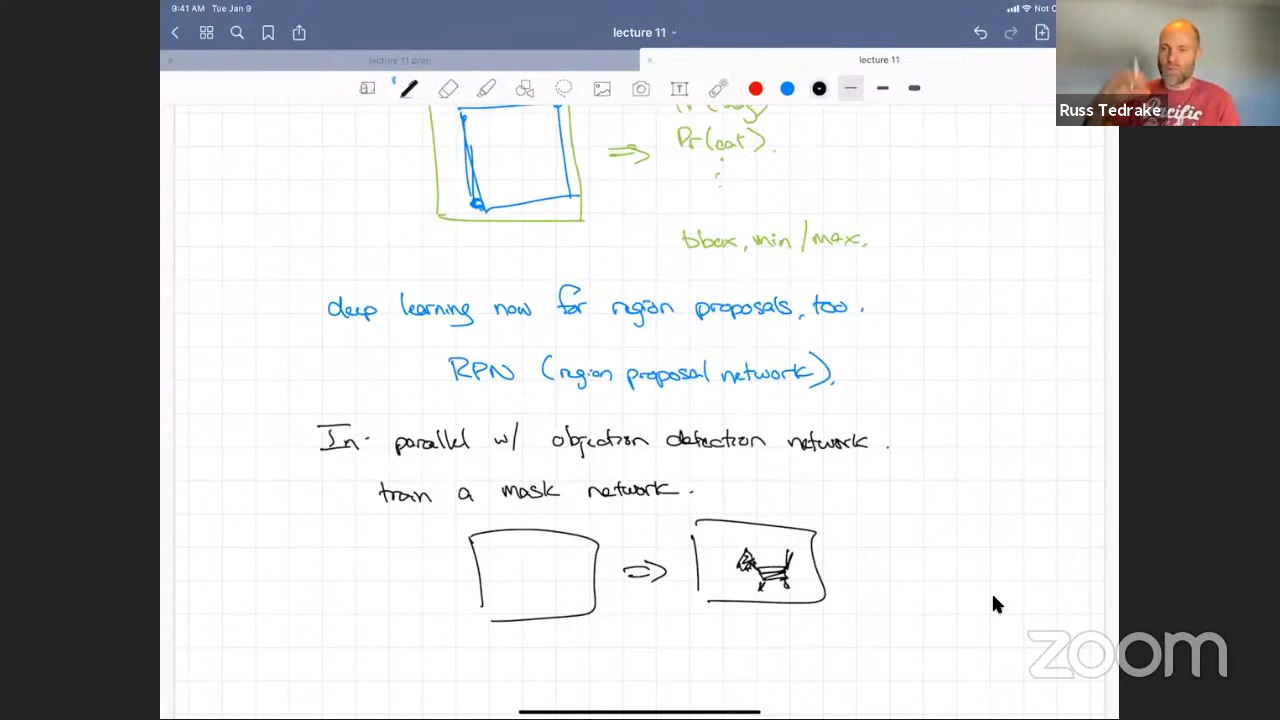 9:41 AM Tue Jan 9
Not C
lecture 11
lecture 11 prep
lecture 11
Russ Tedrake
Pacific
Pr(cat).
bbox, min/max.
deep learning now for region proposals, too.
RPN (region proposal network).
In parallel w/ objection detection network.
train a mask network.
zoom